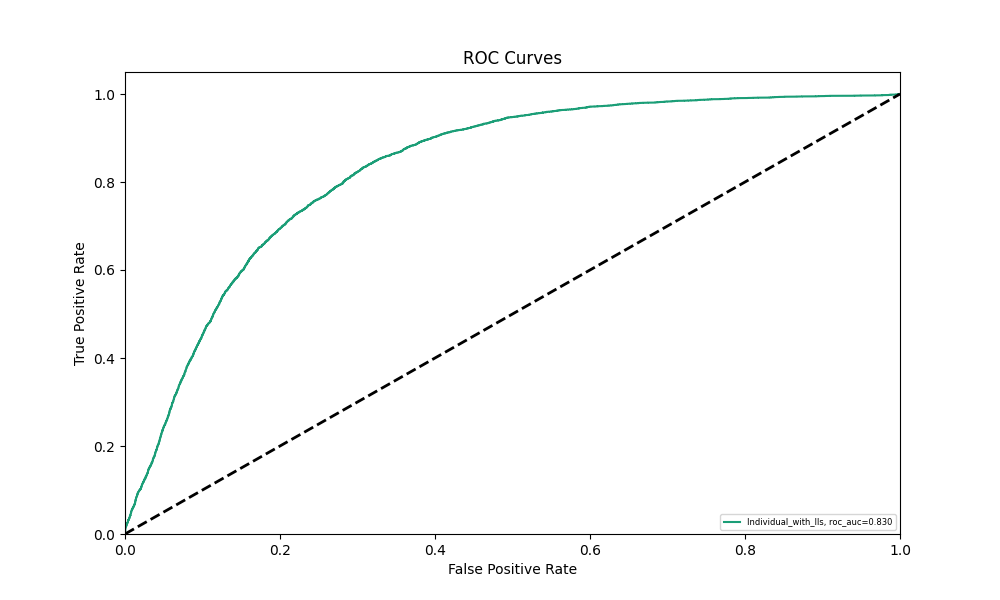 ROC Curves
True Positive Rate
1.0
0.8
0.6
0.4
0.2
0.0
0.0 0.2 0.4 0.6 0.8 1.0
False Positive Rate
Individual_with_lls, roc_auc=0.830